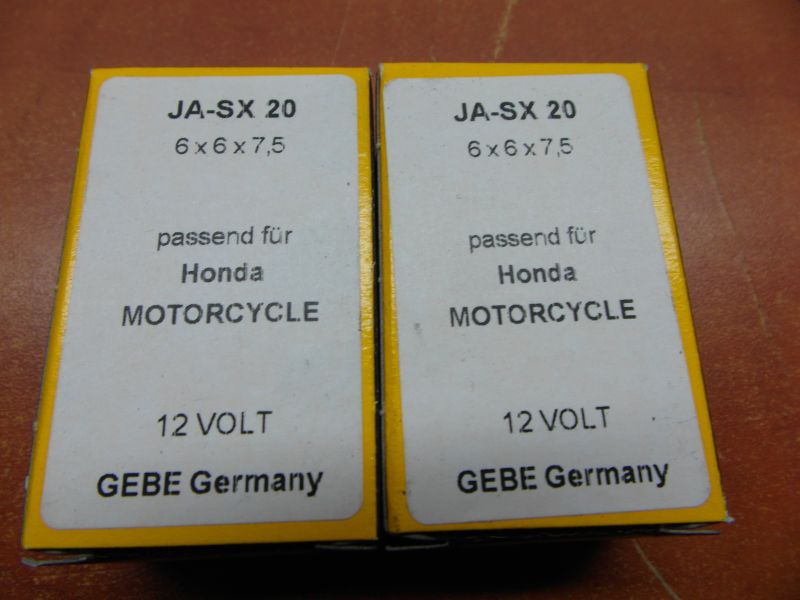 JA-SX 20
6 x 6 x 7,5
passend für
Honda
MOTORCYCLE
12 VOLT
GEBE Germany
JA-SX 20
6 x 6 x 7,5
passend für
Honda
MOTORCYCLE
12 VOLT
GEBE Germany